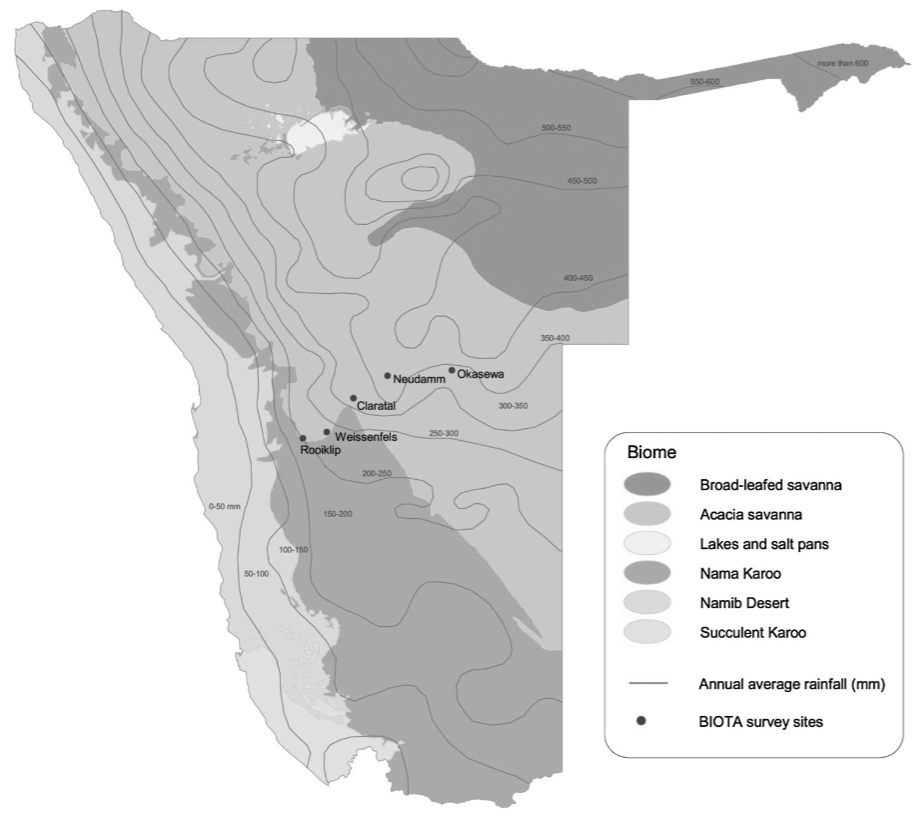 more than 600
550-600
500-550
450-500
400-450
350-400
Neudamm
Okasewa
Claratal
300-350
Weissenfels
250-300
Rooiklip
200-250
0-50 mm
150-200
100-150
50-100
Biome
Broad-leafed savanna
Acacia savanna
Lakes and salt pans
Nama Karoo
Namib Desert
Succulent Karoo
Annual average rainfall (mm)
BIOTA survey sites